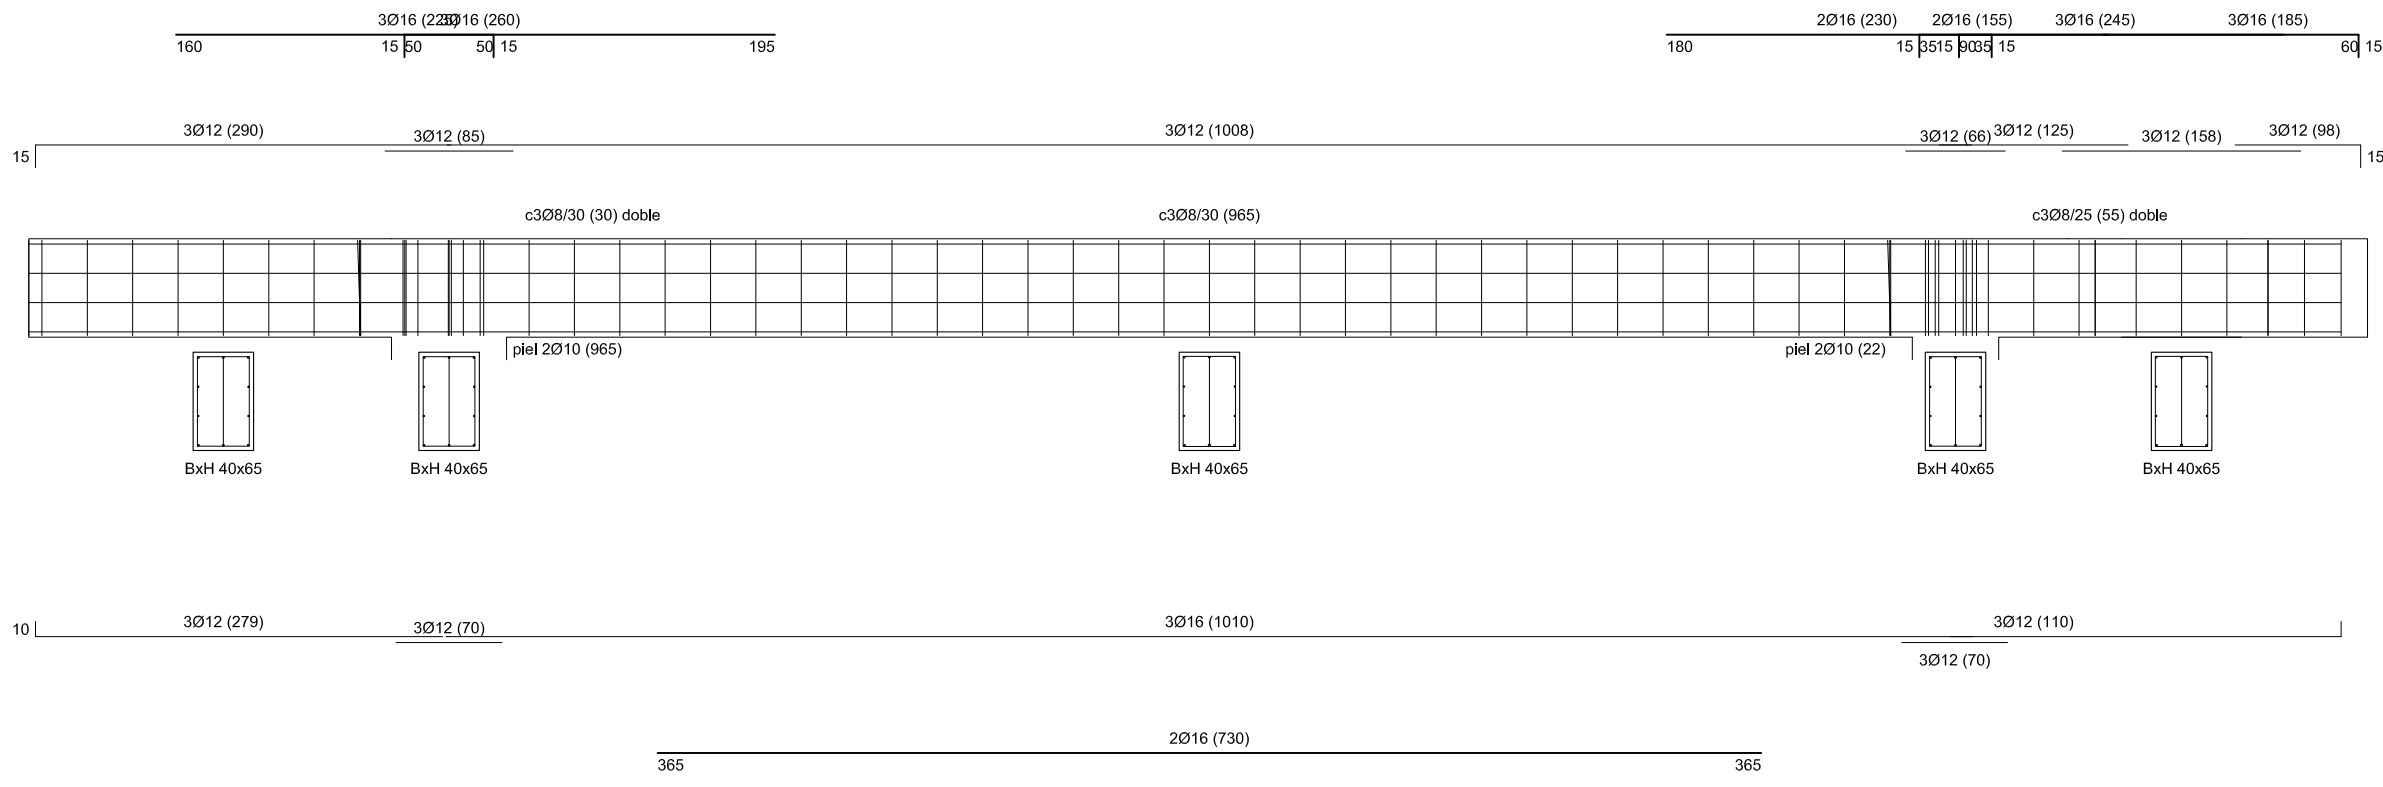 3Ø16 (225) 3Ø16 (260) 2Ø16 (230) 2Ø16 (155) 3Ø16 (245) 3Ø16 (185)
160 15 50 50 15 195 180 15 35 15 90 35 15 60 15
3Ø12 (290) 3Ø12 (85) 3Ø12 (1008) 3Ø12 (66) 3Ø12 (125) 3Ø12 (158) 3Ø12 (98)
15 15
c3Ø8/30 (30) doble c3Ø8/30 (965) c3Ø8/25 (55) doble
piel 2Ø10 (965) piel 2Ø10 (22)
BxH 40x65 BxH 40x65 BxH 40x65 BxH 40x65 BxH 40x65
10 3Ø12 (279) 3Ø12 (70) 3Ø16 (1010) 3Ø12 (110)
3Ø12 (70)
2Ø16 (730)
365 365